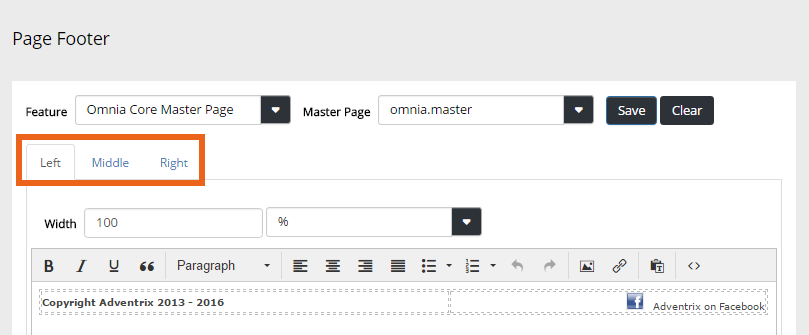 Page Footer
Feature Omnia Core Master Page Master Page omnia.master Save Clear
Left Middle Right
Width 100 %
B I U “ Paragraph
Copyright Adventrix 2013 - 2016 Adventrix on Facebook